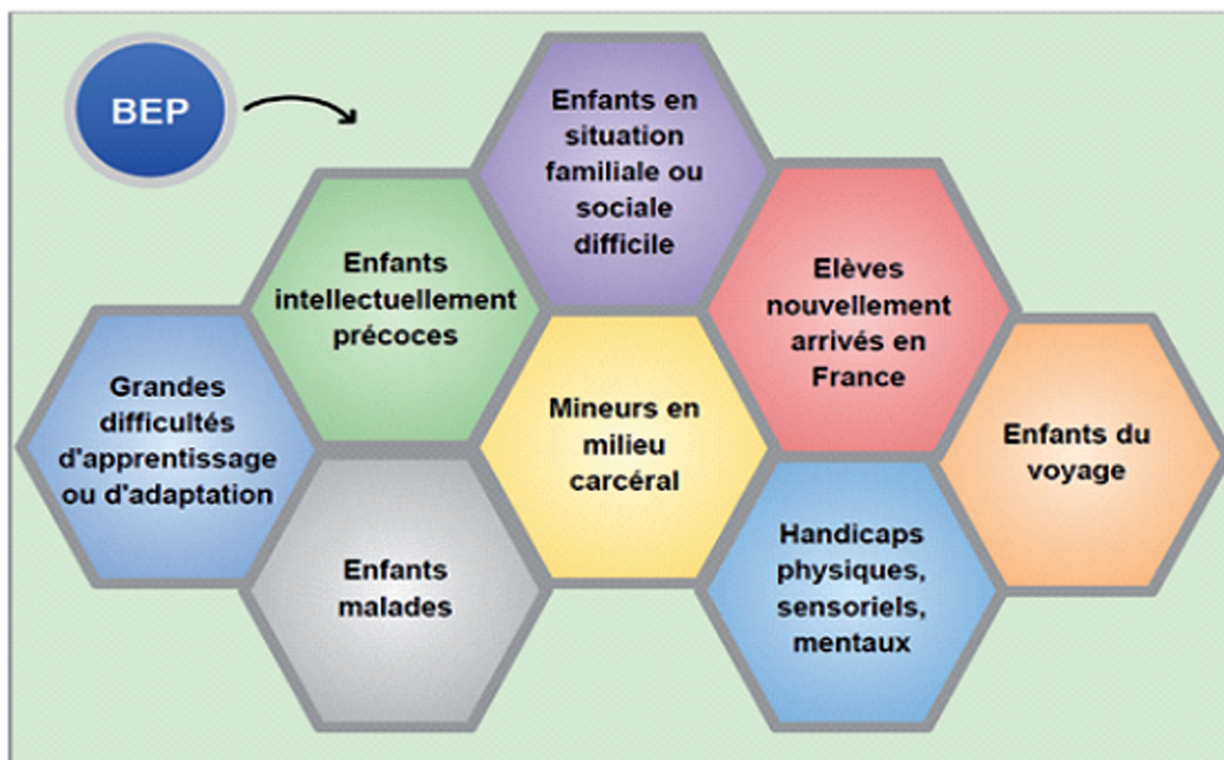 BEP
Enfants en
situation
familiale ou
sociale
difficile
Enfants
intellectuellement
précoces
Elèves
nouvellement
arrivés en
France
Grandes
difficultés
d'apprentissage
ou d'adaptation
Mineurs en
milieu
carcéral
Enfants du
voyage
Enfants
malades
Handicaps
physiques,
sensoriels,
mentaux